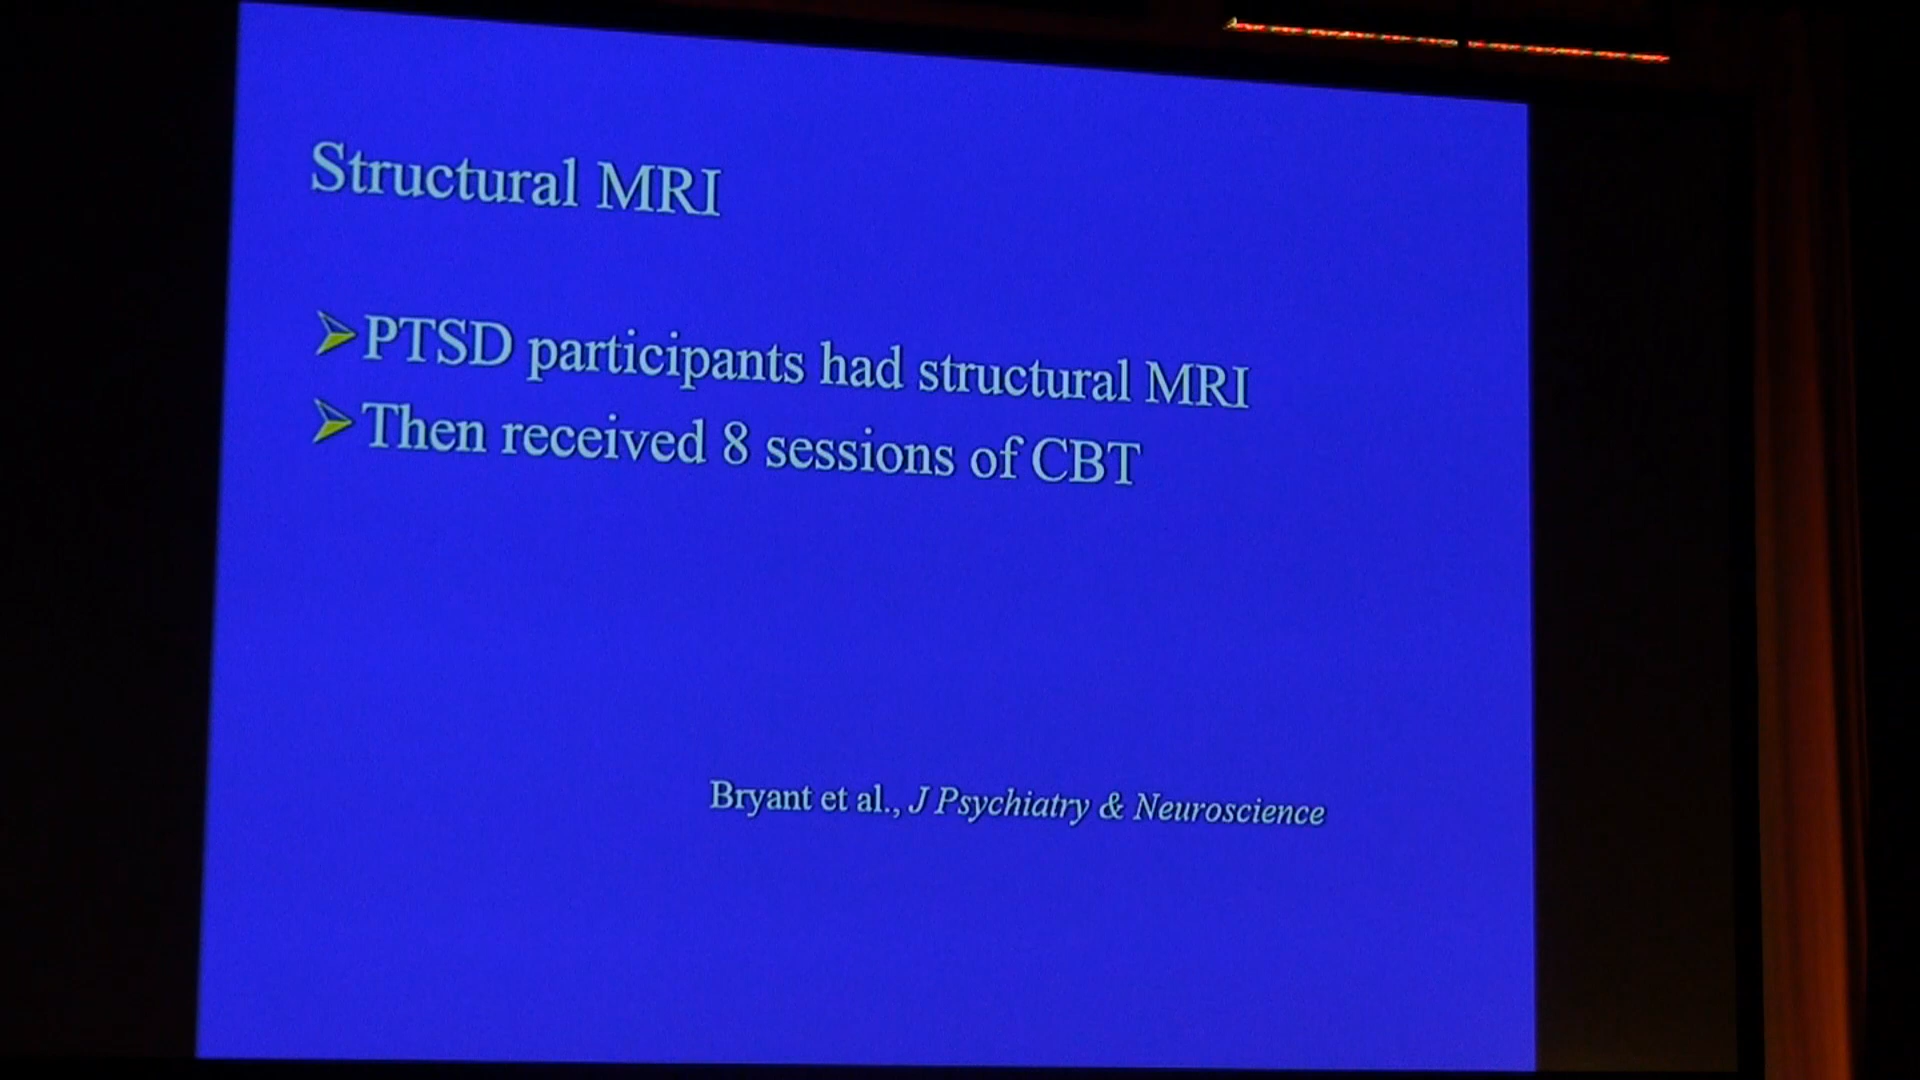 Structural MRI
PTSD participants had structural MRI
Then received 8 sessions of CBT
Bryant et al., J Psychiatry & Neuroscience